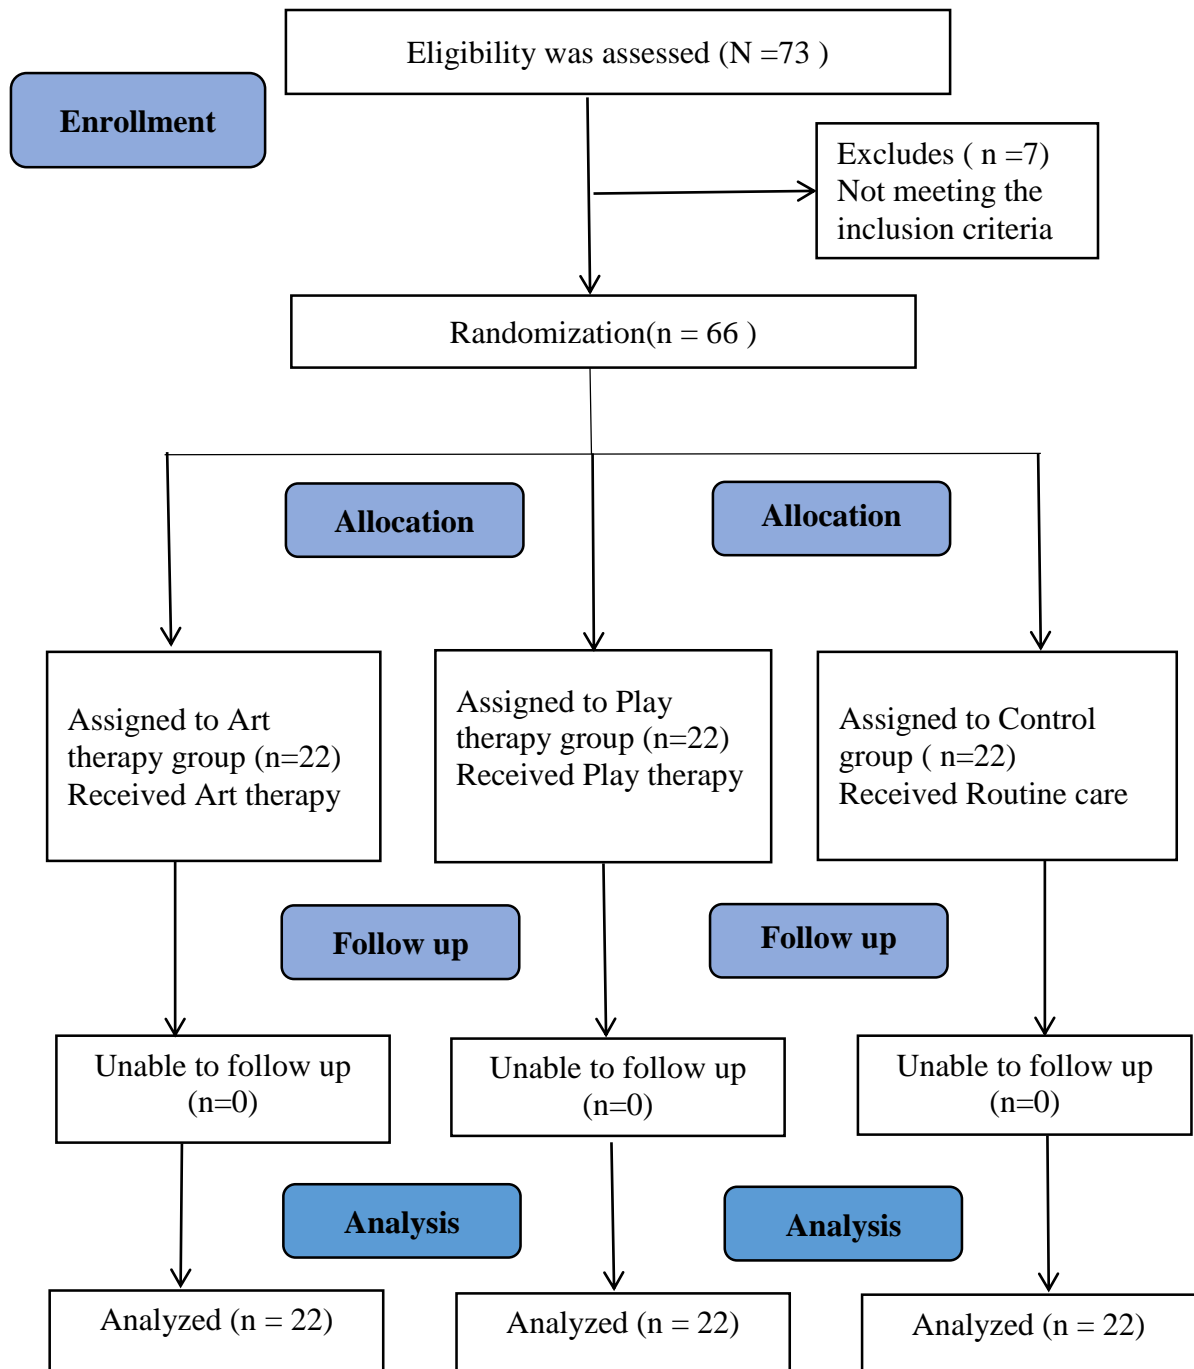 Eligibility was assessed (N =73 )
Enrollment
Excludes ( n =7)
Not meeting the
inclusion criteria
Randomization(n = 66 )
Allocation
Allocation
Assigned to Art
therapy group (n=22)
Received Art therapy
Assigned to Play
therapy group (n=22)
Received Play therapy
Assigned to Control
group ( n=22)
Received Routine care
Follow up
Follow up
Unable to follow up
(n=0)
Unable to follow up
(n=0)
Unable to follow up
(n=0)
Analysis
Analysis
Analyzed (n = 22)
Analyzed (n = 22)
Analyzed (n = 22)